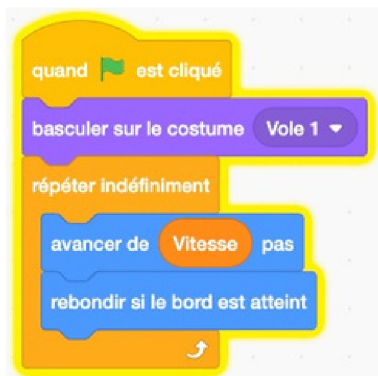 quand est cliqué
basculer sur le costume Vole 1
répéter indéfiniment
avancer de Vitesse pas
rebondir si le bord est atteint